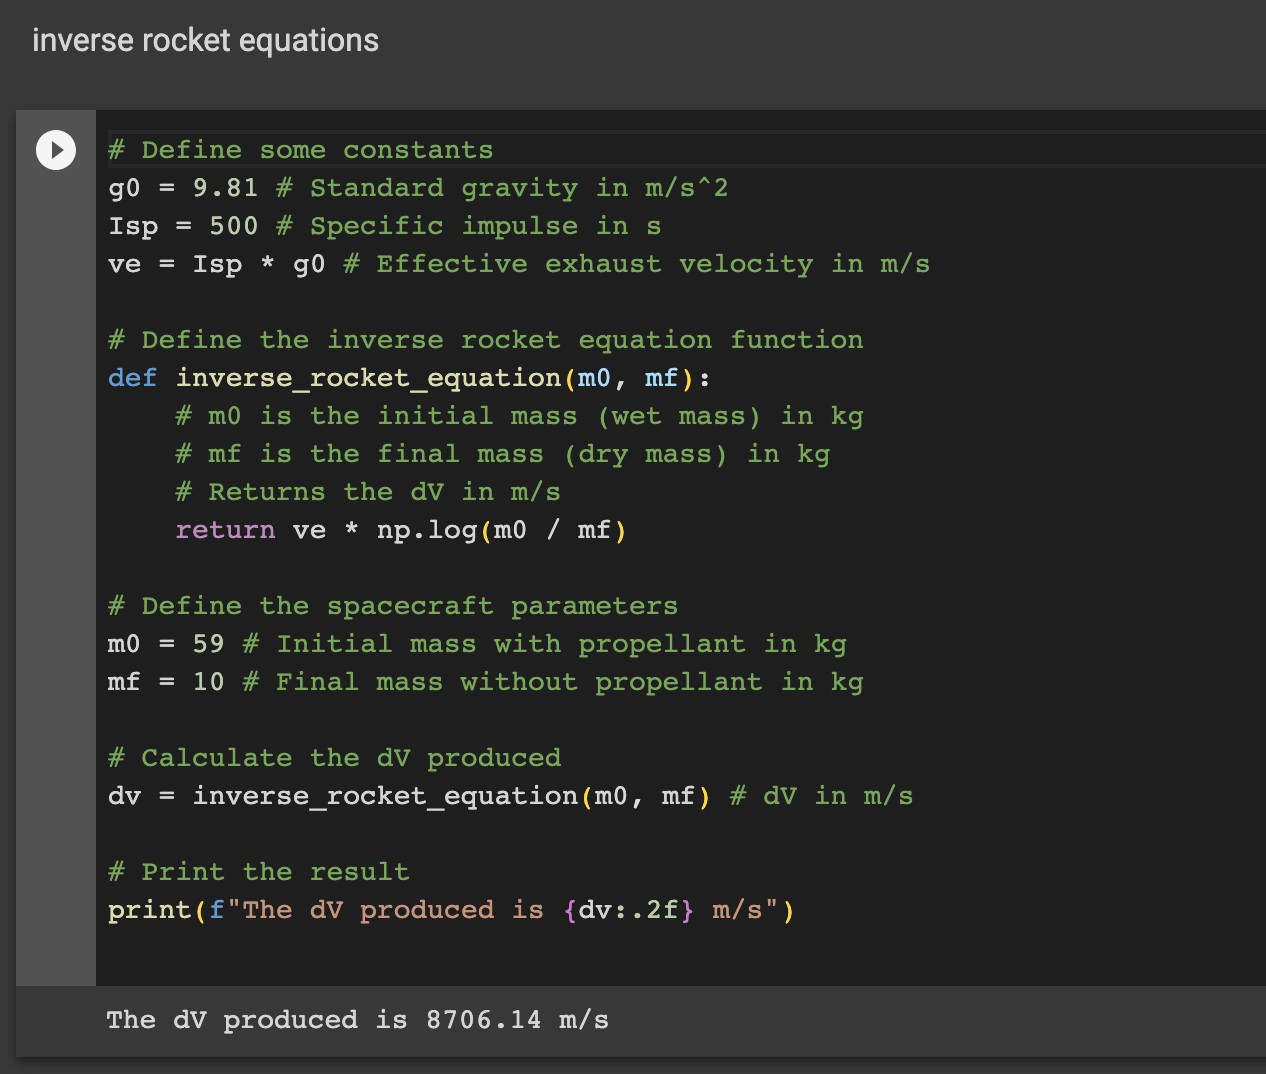 inverse rocket equations
# Define some constants
g0 = 9.81 # Standard gravity in m/s^2
Isp = 500 # Specific impulse in s
ve = Isp * g0 # Effective exhaust velocity in m/s
# Define the inverse rocket equation function
def inverse_rocket_equation(m0, mf):
    # m0 is the initial mass (wet mass) in kg
    # mf is the final mass (dry mass) in kg
    # Returns the dV in m/s
    return ve * np.log(m0 / mf)
# Define the spacecraft parameters
m0 = 59 # Initial mass with propellant in kg
mf = 10 # Final mass without propellant in kg
# Calculate the dV produced
dv = inverse_rocket_equation(m0, mf) # dV in m/s
# Print the result
print(f"The dV produced is {dv:.2f} m/s")
The dV produced is 8706.14 m/s